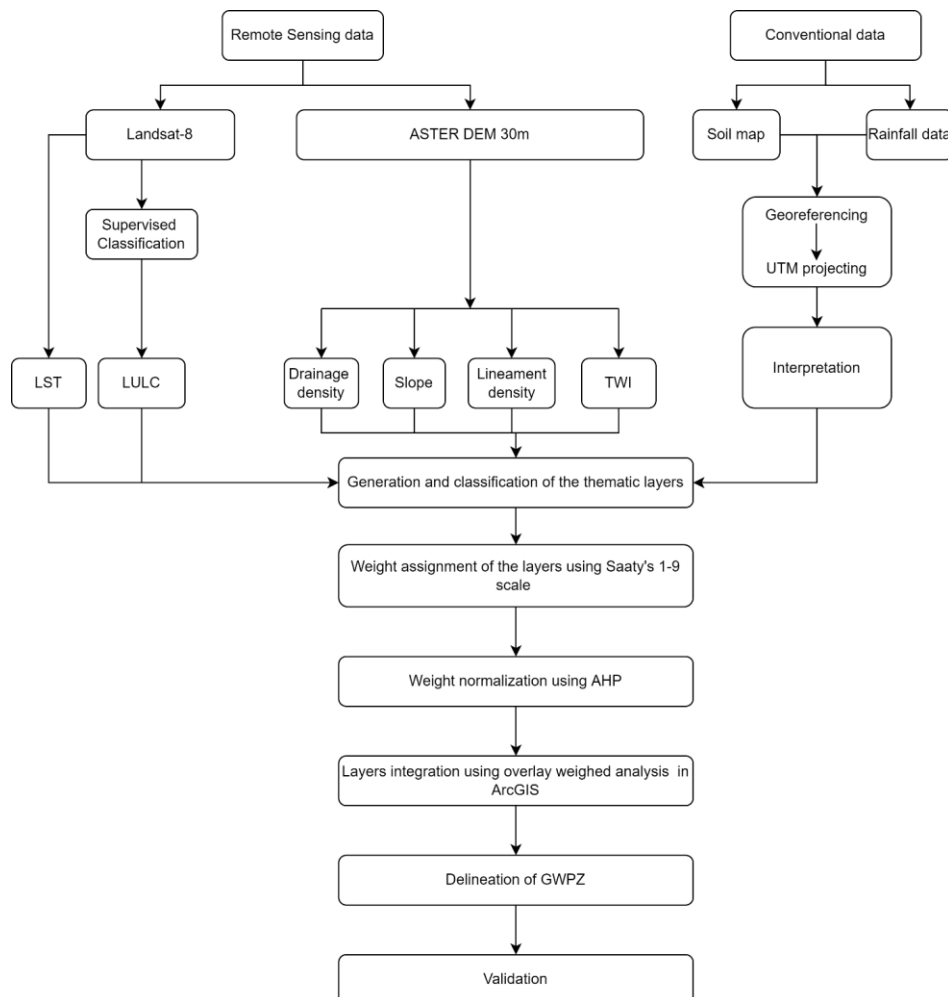 Remote Sensing data
Conventional data
Landsat-8
ASTER DEM 30m
Soil map
Rainfall data
Supervised
Classification
Georeferencing
UTM projecting
LST
LULC
Drainage
density
Slope
Lineament
density
TWI
Interpretation
Generation and classification of the thematic layers
Weight assignment of the layers using Saaty's 1-9
scale
Weight normalization using AHP
Layers integration using overlay weighed analysis in
ArcGIS
Delineation of GWPZ
Validation